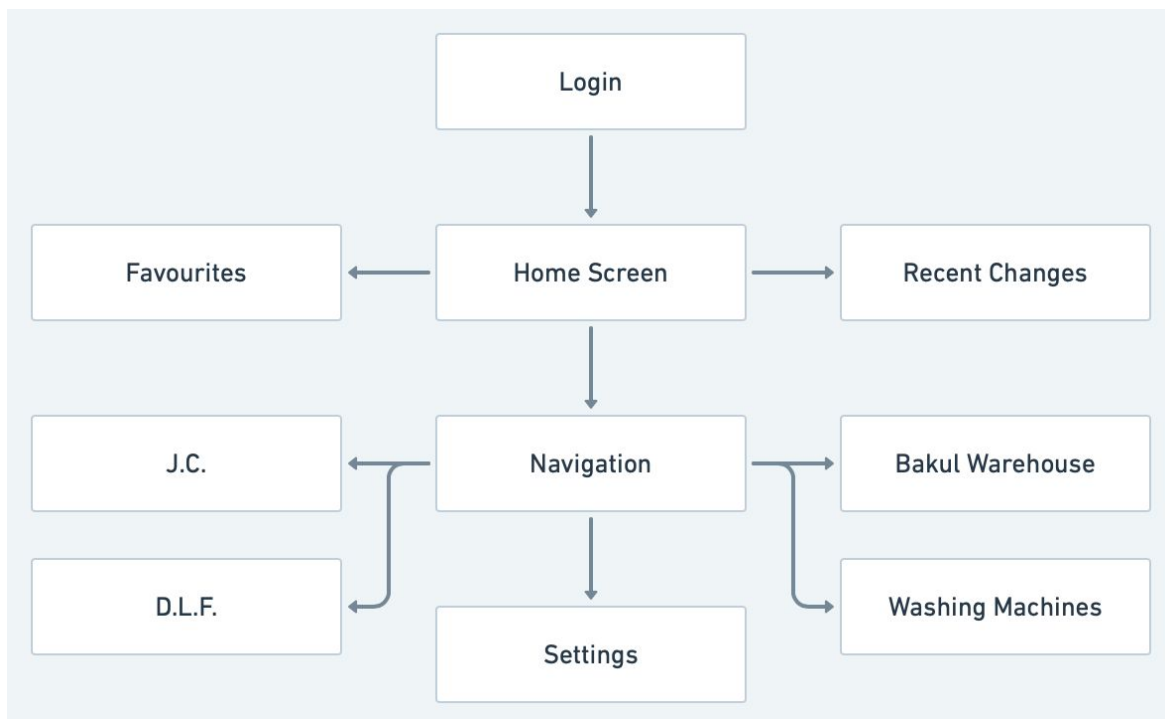 Login
Favourites
Home Screen
Recent Changes
J.C.
Navigation
Bakul Warehouse
D.L.F.
Washing Machines
Settings